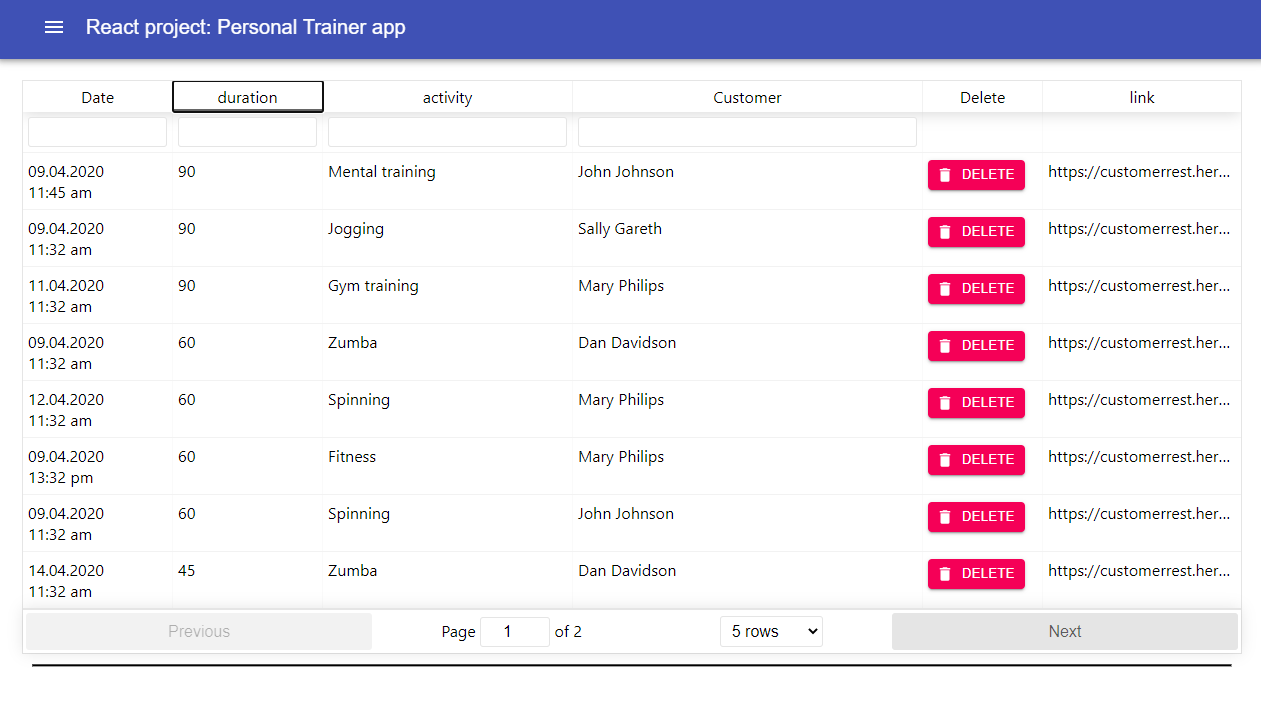 React project: Personal Trainer app
Date duration activity Customer Delete link
09.04.2020 90 Mental training John Johnson DELETE https://customerrest.her...
11:45 am
09.04.2020 90 Jogging Sally Gareth DELETE https://customerrest.her...
11:32 am
11.04.2020 90 Gym training Mary Philips DELETE https://customerrest.her...
11:32 am
09.04.2020 60 Zumba Dan Davidson DELETE https://customerrest.her...
11:32 am
12.04.2020 60 Spinning Mary Philips DELETE https://customerrest.her...
11:32 am
09.04.2020 60 Fitness Mary Philips DELETE https://customerrest.her...
13:32 pm
09.04.2020 60 Spinning John Johnson DELETE https://customerrest.her...
11:32 am
14.04.2020 45 Zumba Dan Davidson DELETE https://customerrest.her...
11:32 am
Previous Page 1 of 2 5 rows Next